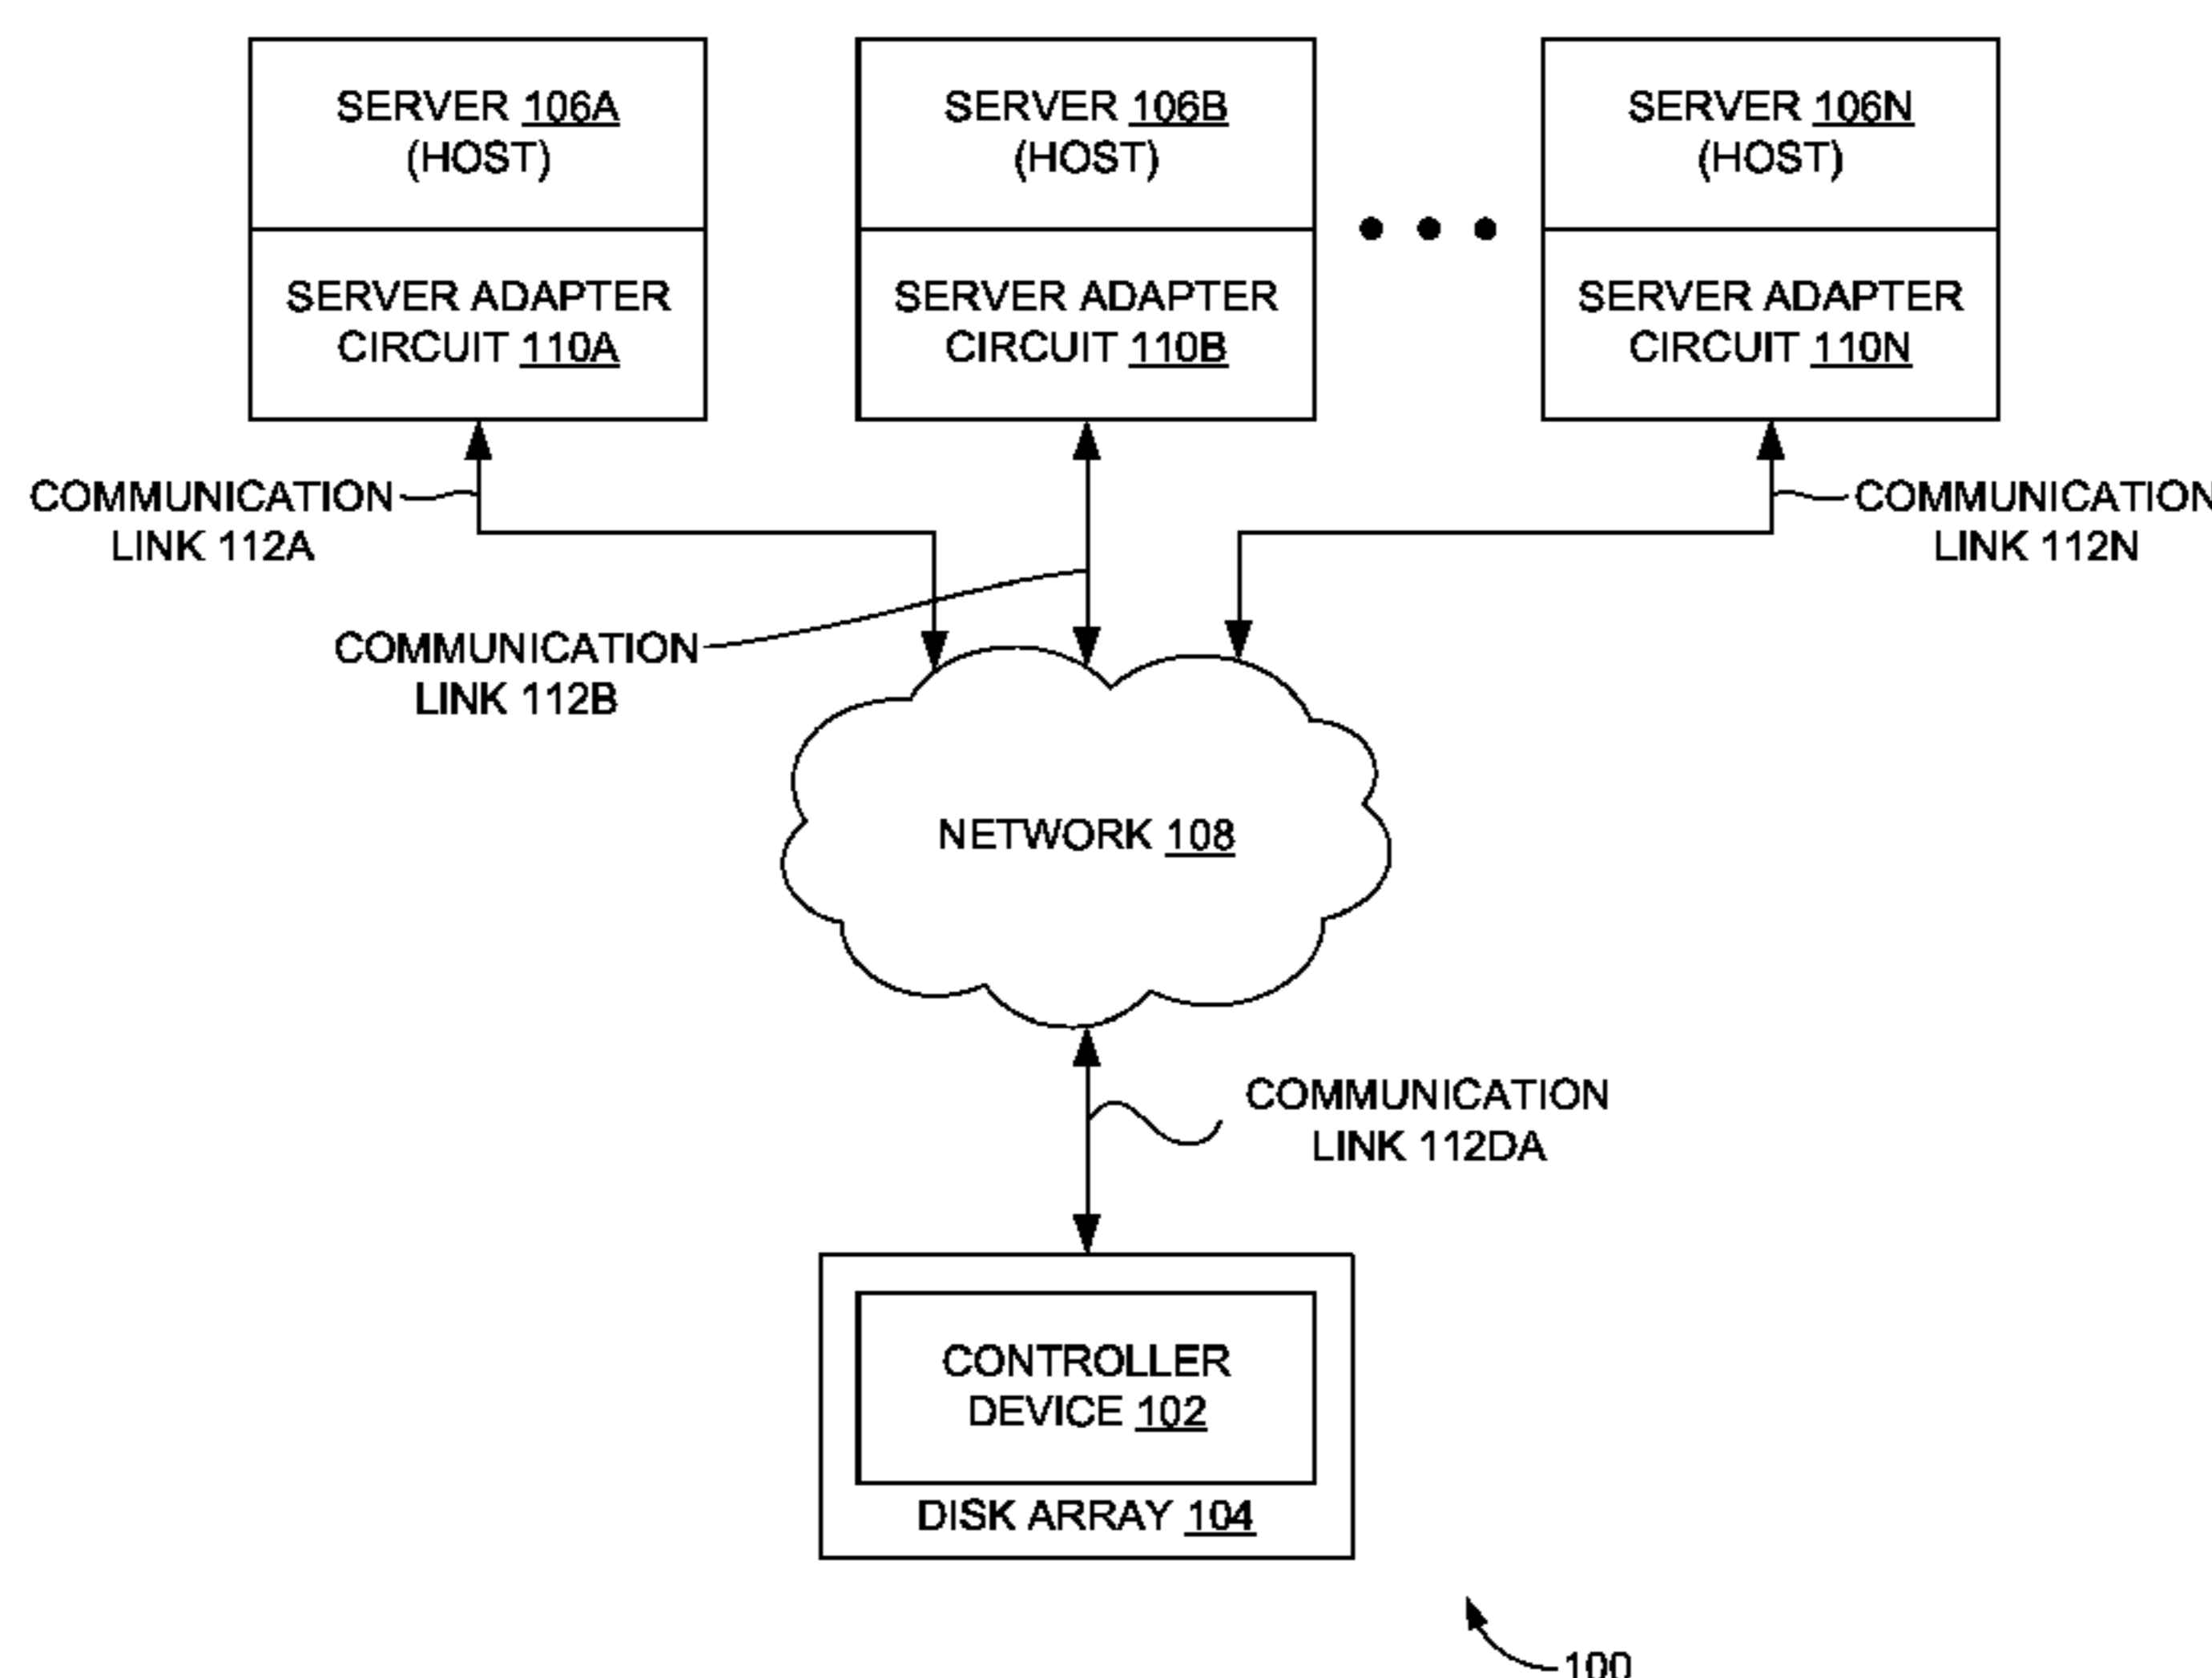 SERVER 106A
(HOST)
SERVER ADAPTER
CIRCUIT 110A
SERVER 106B
(HOST)
SERVER ADAPTER
CIRCUIT 110B
SERVER 106N
(HOST)
SERVER ADAPTER
CIRCUIT 110N
COMMUNICATION
LINK 112A
COMMUNICATION
LINK 112B
COMMUNICATION
LINK 112N
NETWORK 108
COMMUNICATION
LINK 112DA
CONTROLLER
DEVICE 102
DISK ARRAY 104
100